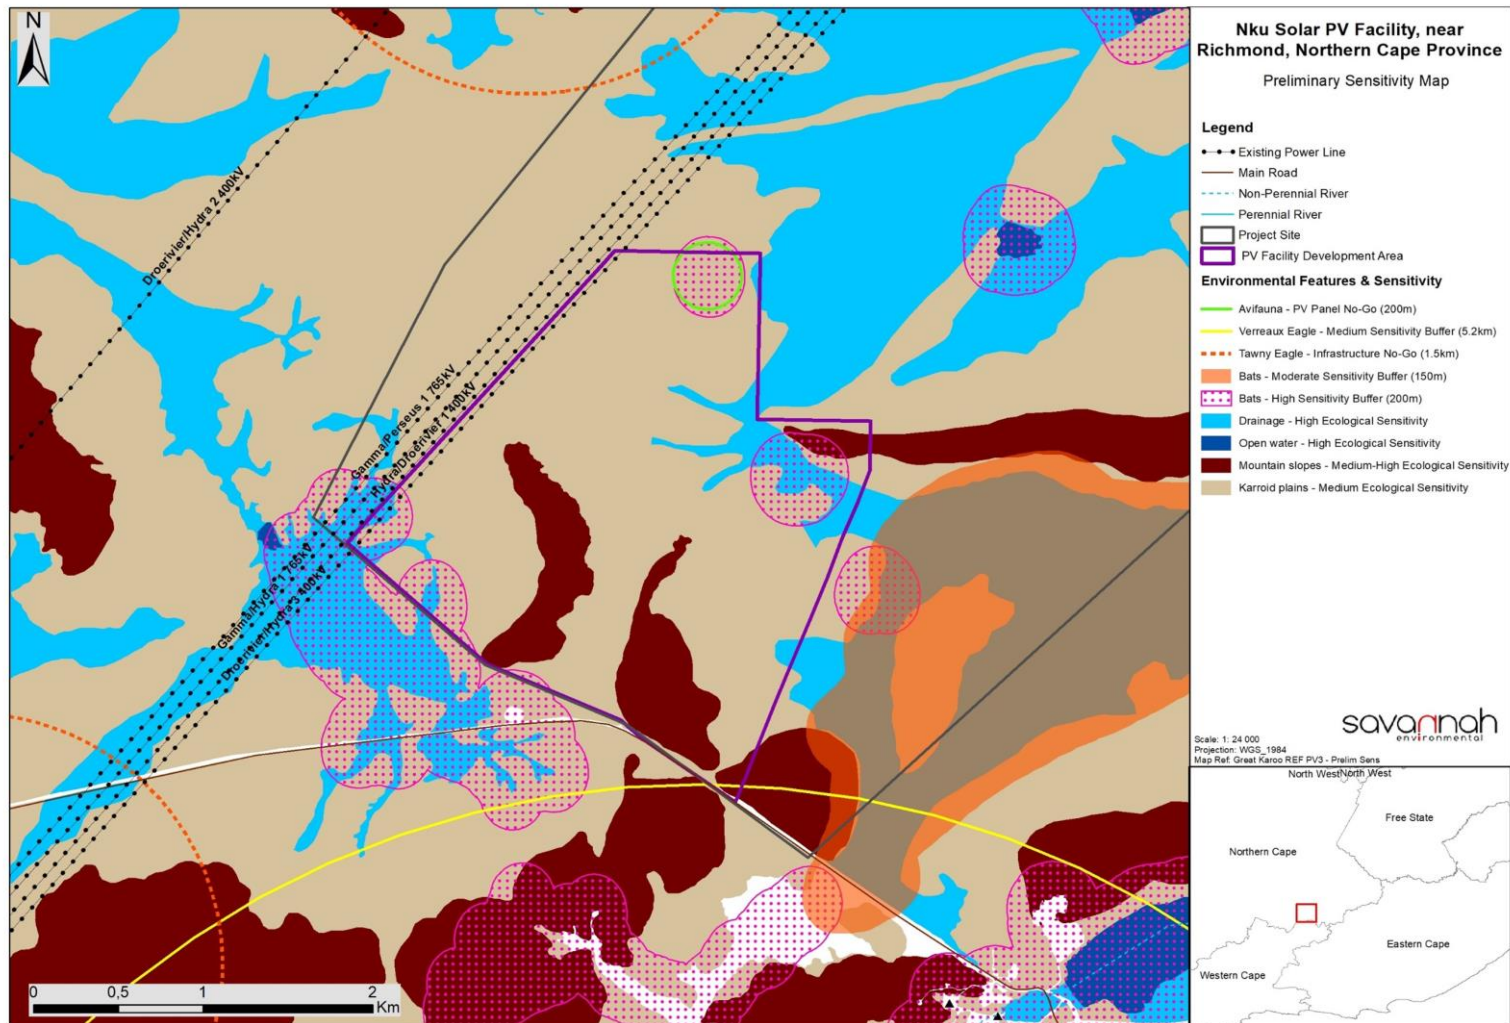 N
Droerivier/Hydra 2 400kV
Gamma/Perseus 1 765kV
Hydra/Droerivier 1 400kV
Gamma/Hydra 1 765kV
Droerivier/Hydra 3 400kV
0 0,5 1 2
Km
Nku Solar PV Facility, near
Richmond, Northern Cape Province
Preliminary Sensitivity Map
Legend
Existing Power Line
Main Road
Non-Perennial River
Perennial River
Project Site
PV Facility Development Area
Environmental Features & Sensitivity
Avifauna - PV Panel No-Go (200m)
Verreaux Eagle - Medium Sensitivity Buffer (5.2km)
Tawny Eagle - Infrastructure No-Go (1.5km)
Bats - Moderate Sensitivity Buffer (150m)
Bats - High Sensitivity Buffer (200m)
Drainage - High Ecological Sensitivity
Open water - High Ecological Sensitivity
Mountain slopes - Medium-High Ecological Sensitivity
Karroid plains - Medium Ecological Sensitivity
savannah
environmental
Scale: 1: 24 000
Projection: WGS_1984
Map Ref: Great Karoo REF PV3 - Prelim Sens
North West North West
Free State
Northern Cape
Eastern Cape
Western Cape